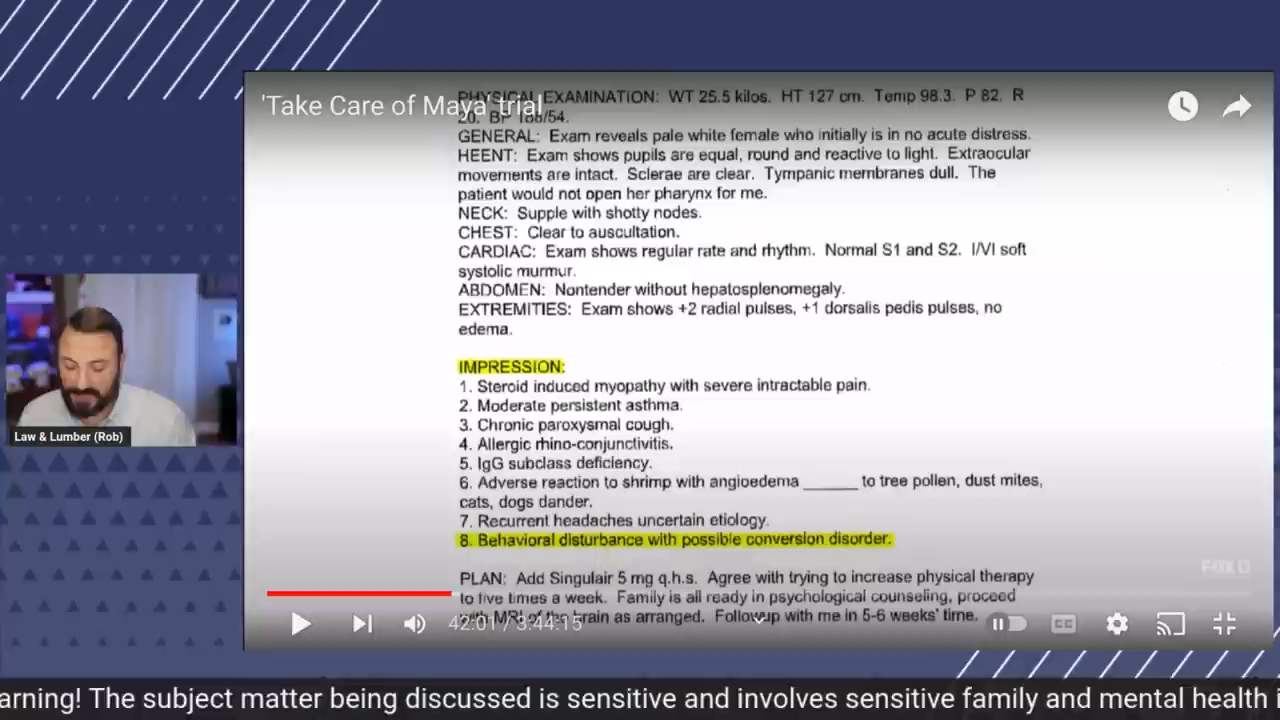 'Take Care of Maya' trial
PHYSICAL EXAMINATION: WT 25.5 kilos. HT 127 cm. Temp 98.3. P 82. R
20. BP /54.
GENERAL: Exam reveals pale white female who initially is in no acute distress.
HEENT: Exam shows pupils are equal, round and reactive to light. Extraocular
movements are intact. Sclerae are clear. Tympanic membranes dull. The
patient would not open her pharynx for me.
NECK: Supple with shotty nodes.
CHEST: Clear to auscultation.
CARDIAC: Exam shows regular rate and rhythm. Normal S1 and S2. I/VI soft
systolic murmur.
ABDOMEN: Nontender without hepatosplenomegaly.
EXTREMITIES: Exam shows +2 radial pulses, +1 dorsalis pedis pulses, no
edema.
IMPRESSION:
1. Steroid induced myopathy with severe intractable pain.
2. Moderate persistent asthma.
3. Chronic paroxysmal cough.
4. Allergic rhino-conjunctivitis.
5. IgG subclass deficiency.
6. Adverse reaction to shrimp with angioedema ______ to tree pollen, dust mites,
cats, dogs dander.
7. Recurrent headaches uncertain etiology.
8. Behavioral disturbance with possible conversion disorder.
PLAN: Add Singulair 5 mg q.h.s. Agree with trying to increase physical therapy
to five times a week. Family is all ready in psychological counseling, proceed
with MRI of the brain as arranged. Followup with me in 5-6 weeks' time.
42:01 / 3:44:15
CC
Law & Lumber (Rob)
arning! The subject matter being discussed is sensitive and involves sensitive family and mental health i